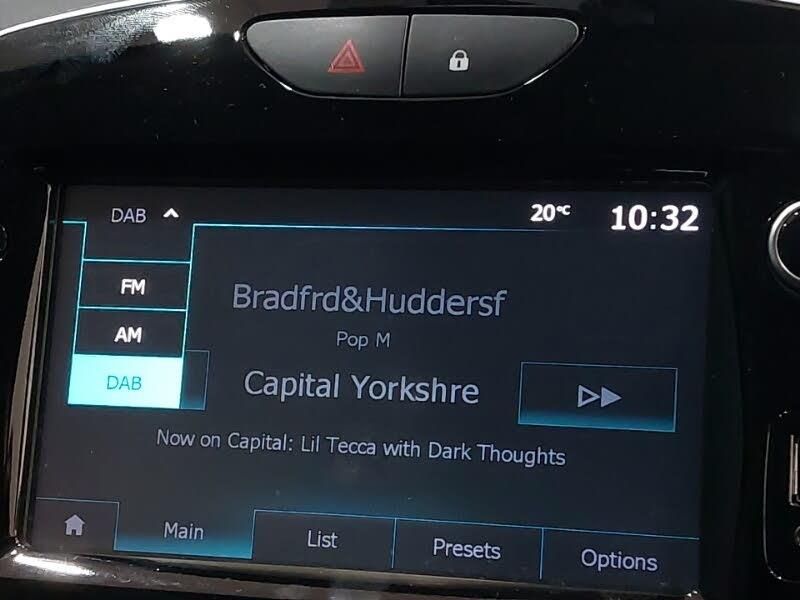 DAB
20°C
10:32
FM
AM
DAB
Bradfrd&Huddersf
Pop M
Capital Yorkshre
Now on Capital: Lil Tecca with Dark Thoughts
Main
List
Presets
Options